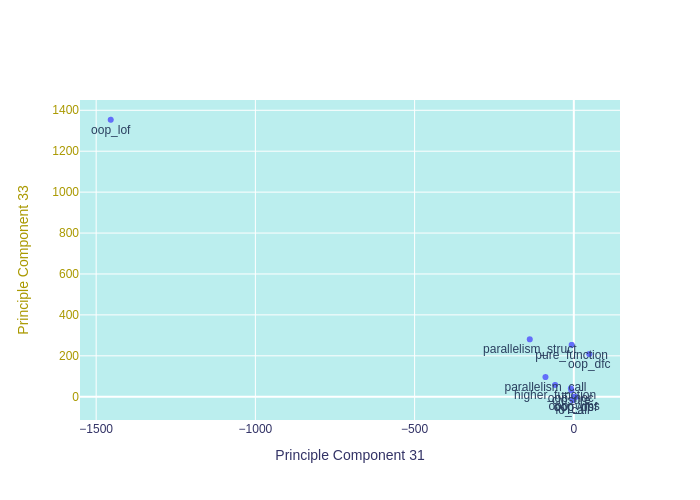 1400
1200
1000
800
600
400
200
0
Principle Component 33
oop_lof
parallelism_struct
pure_function
oop_dfc
parallelism_call
higher_function
−1500
−1000
−500
0
Principle Component 31